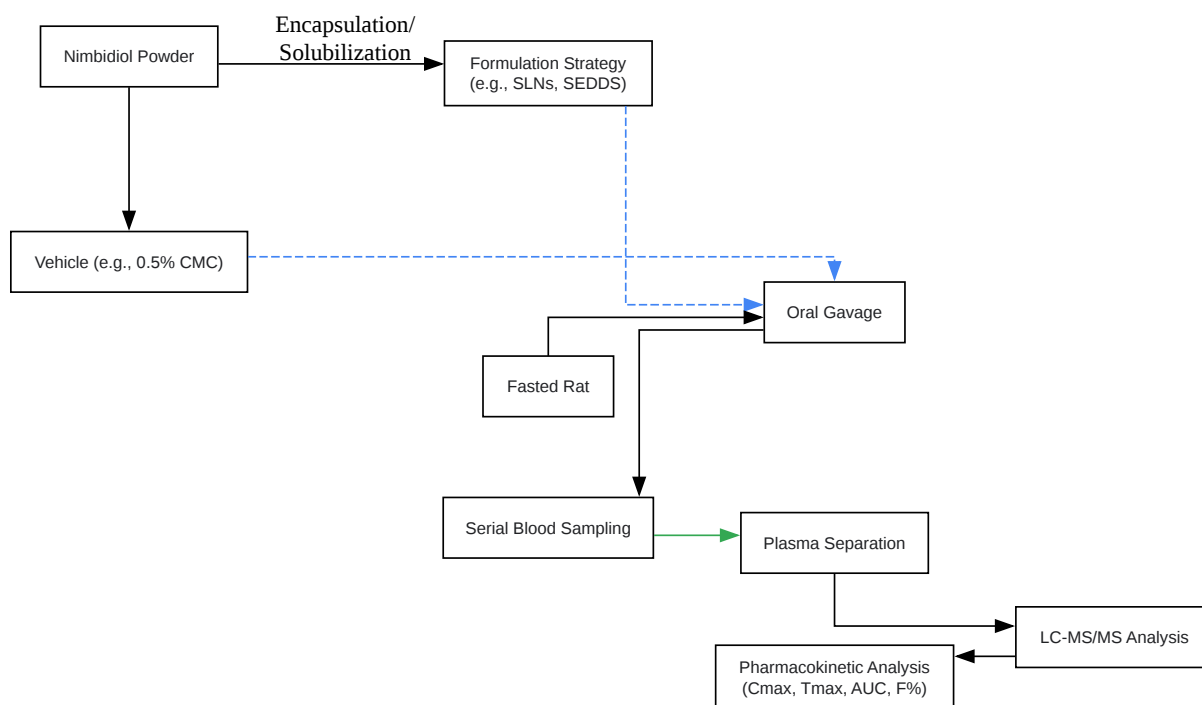 Encapsulation/
Solubilization
Nimbidiol Powder
Formulation Strategy
(e.g., SLNs, SEDDS)
Vehicle (e.g., 0.5% CMC)
Oral Gavage
Fasted Rat
Serial Blood Sampling
Plasma Separation
LC-MS/MS Analysis
Pharmacokinetic Analysis
(Cmax, Tmax, AUC, F%)